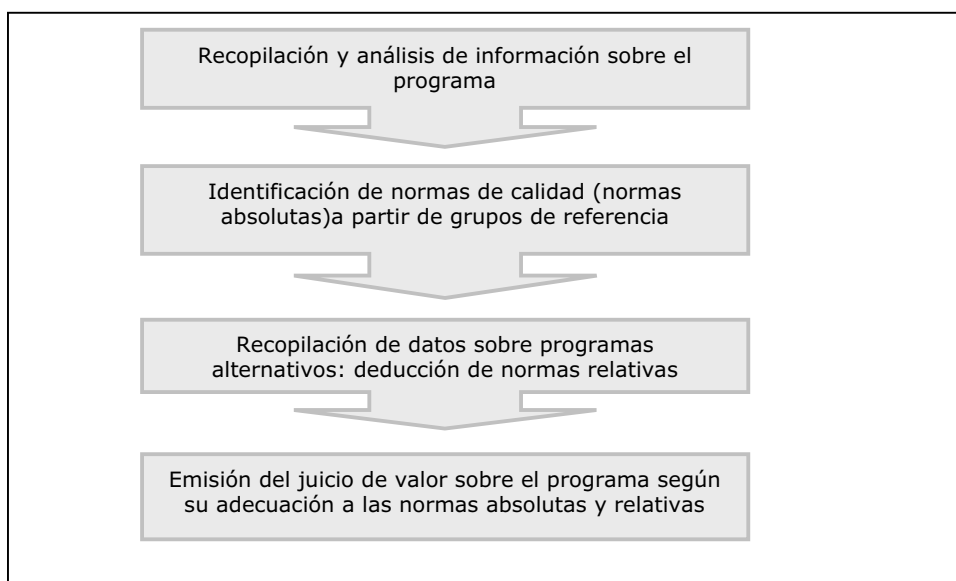 Recopilación y análisis de información sobre el
programa
Identificación de normas de calidad (normas
absolutas)a partir de grupos de referencia
Recopilación de datos sobre programas
alternativos: deducción de normas relativas
Emisión del juicio de valor sobre el programa según
su adecuación a las normas absolutas y relativas